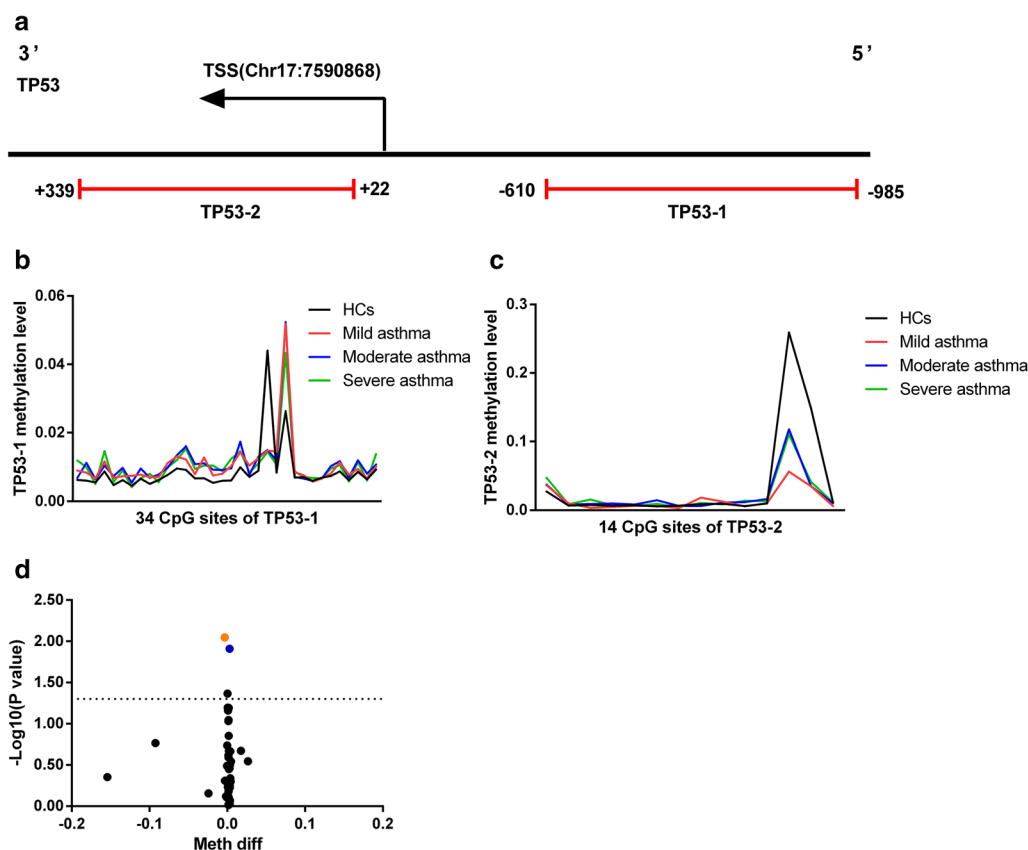 a
3’
5’
TP53
TSS(Chr17:7590868)
+339
+22
-610
-985
TP53-2
TP53-1
b
TP53-1 methylation level
0.06
0.04
0.02
0.00
HCs
Mild asthma
Moderate asthma
Severe asthma
34 CpG sites of TP53-1
c
TP53-2 methylation level
0.3
0.2
0.1
0.0
HCs
Mild asthma
Moderate asthma
Severe asthma
14 CpG sites of TP53-2
d
-Log10(P value)
2.50
2.00
1.50
1.00
0.50
0.00
-0.2
-0.1
0.0
0.1
0.2
Meth diff